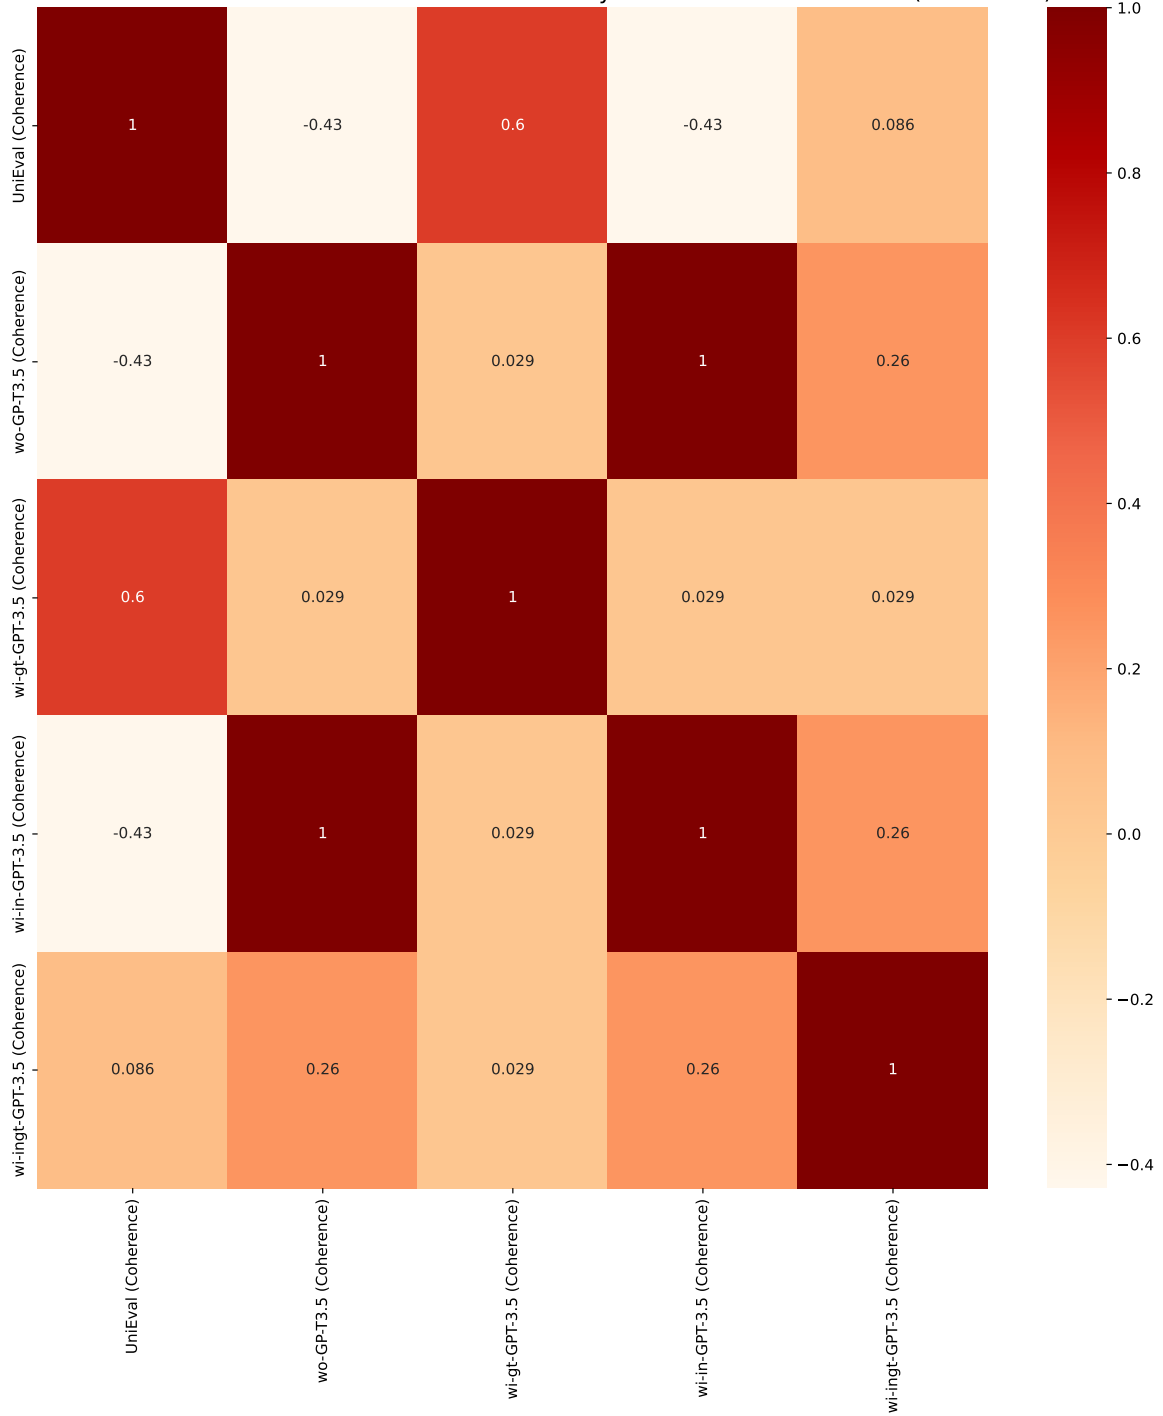 1.0
UniEval (Coherence)
1 -0.43 0.6 -0.43 0.086
0.8
wo-GP-T3.5 (Coherence)
-0.43 1 0.029 1 0.26
0.6
0.4
wi-gt-GPT-3.5 (Coherence)
0.6 0.029 1 0.029 0.029
0.2
wi-in-GPT-3.5 (Coherence)
-0.43 1 0.029 1 0.26
0.0
−0.2
wi-ingt-GPT-3.5 (Coherence)
0.086 0.26 0.029 0.26 1
−0.4
UniEval (Coherence)
wo-GP-T3.5 (Coherence)
wi-gt-GPT-3.5 (Coherence)
wi-in-GPT-3.5 (Coherence)
wi-ingt-GPT-3.5 (Coherence)